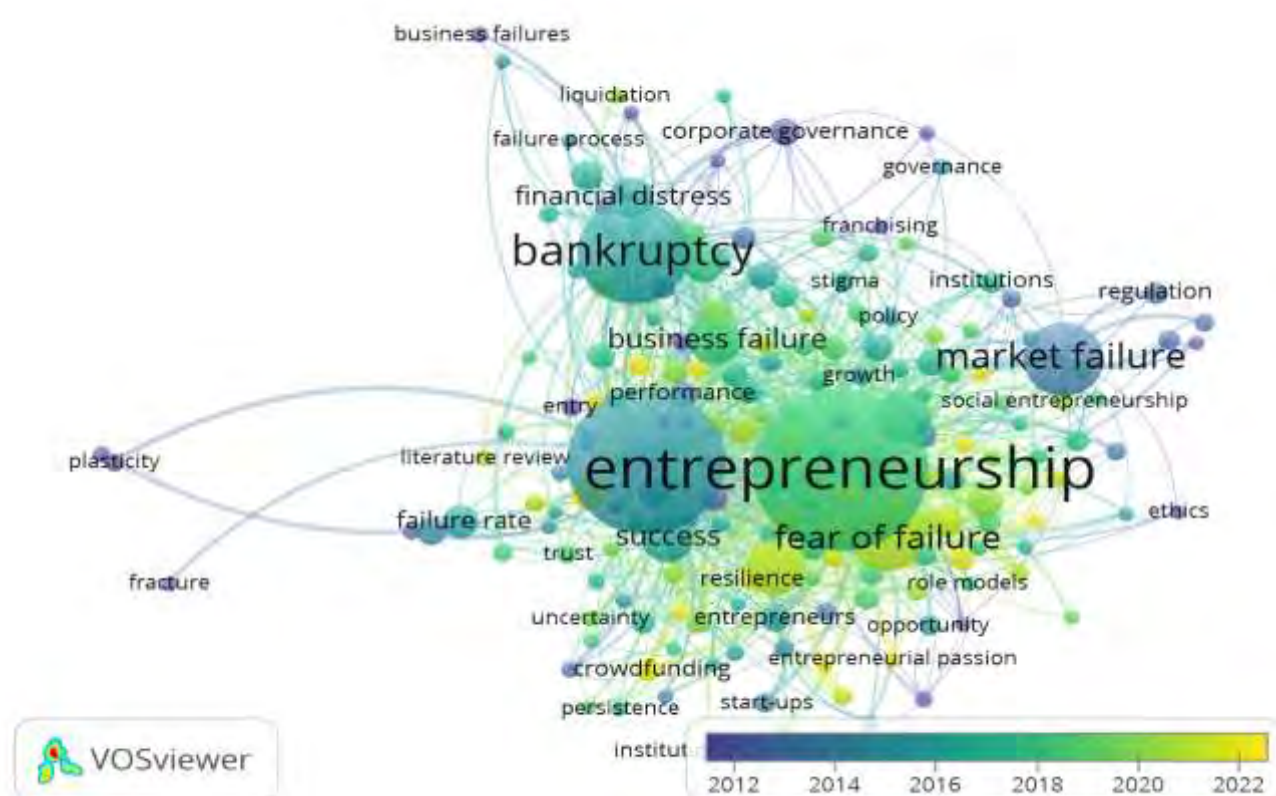 business failures
liquidation
failure process
corporate governance
governance
financial distress
bankruptcy
franchising
stigma
institutions
regulation
policy
business failure
market failure
growth
performance
social entrepreneurship
entry
literature review
plasticity
entrepreneurship
failure rate
ethics
success
fear of failure
trust
resilience
role models
fracture
uncertainty
entrepreneurs
opportunity
crowdfunding
entrepreneurial passion
persistence
start-ups
VOSviewer
2012 2014 2016 2018 2020 2022